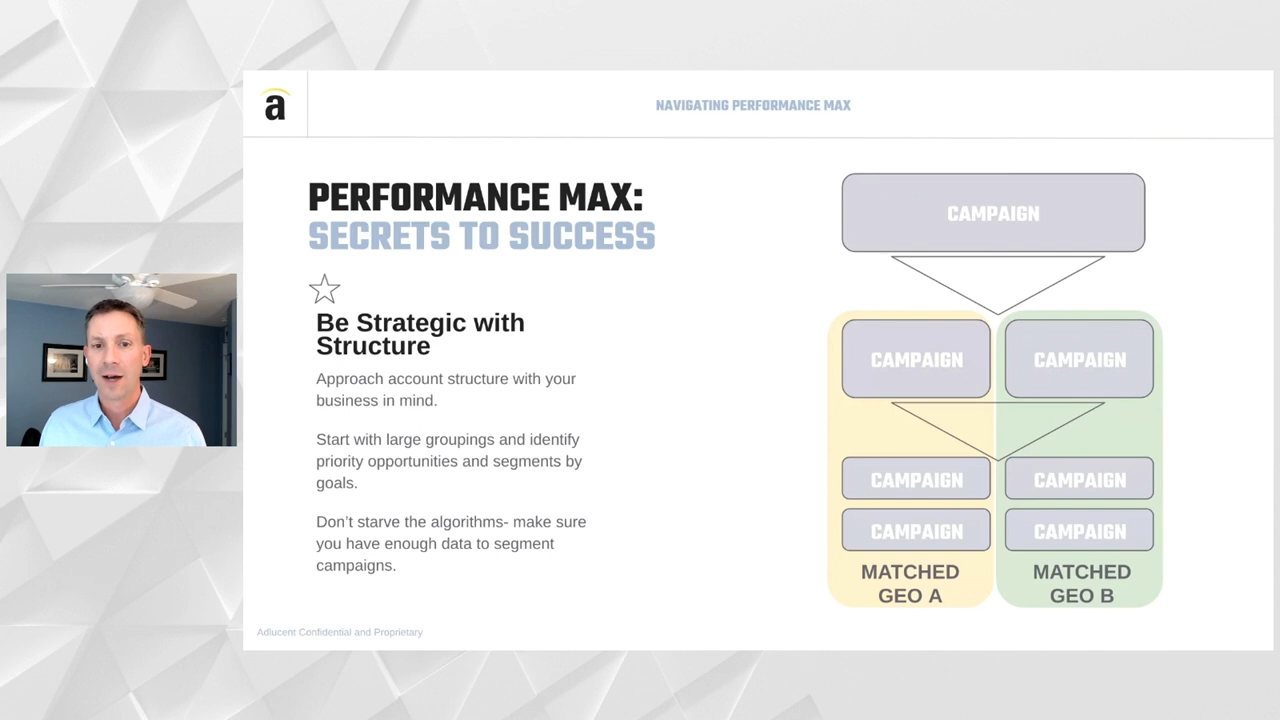 a
NAVIGATING PERFORMANCE MAX
PERFORMANCE MAX:
SECRETS TO SUCCESS
Be Strategic with
Structure
Approach account structure with your
business in mind.
Start with large groupings and identify
priority opportunities and segments by
goals.
Don’t starve the algorithms- make sure
you have enough data to segment
campaigns.
CAMPAIGN
CAMPAIGN CAMPAIGN
CAMPAIGN CAMPAIGN
CAMPAIGN CAMPAIGN
MATCHED MATCHED
GEO A GEO B
Adlucent Confidential and Proprietary